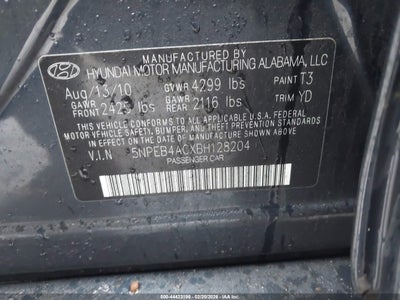 MANUFACTURED BY
HYUNDAI MOTOR MANUFACTURING ALABAMA, LLC
Aug/13/10 GVWR 4299 lbs PAINT T3
GAWR FRONT 2425 lbs GAWR REAR 2116 lbs TRIM YD
THIS VEHICLE CONFORMS TO ALL APPLICABLE U.S.A. FEDERAL
MOTOR VEHICLE SAFETY, BUMPER, AND THEFT PREVENTION
STANDARDS IN EFFECT ON THE DATE OF MANUFACTURE SHOWN ABOVE.
V.I.N 5NPEB4ACXBH128204
PASSENGER CAR